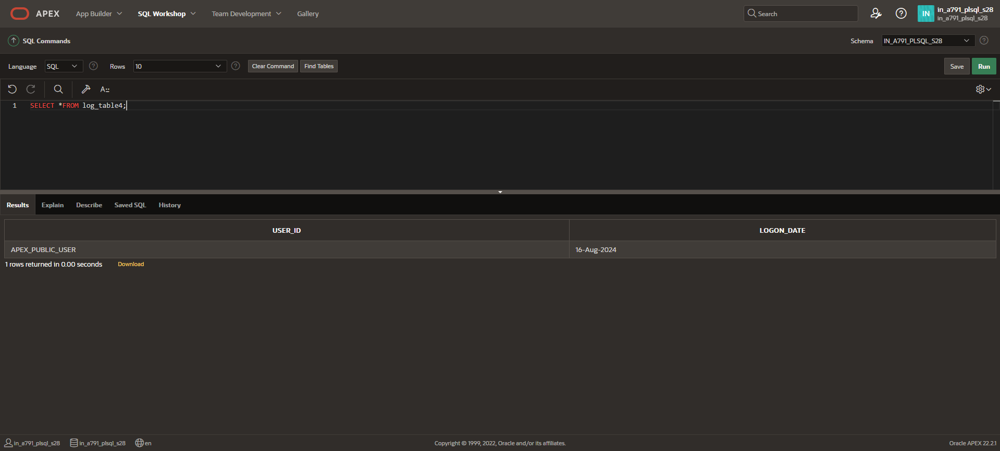 APEX App Builder SQL Workshop Team Development Gallery Search IN in_a791_plsql_s28
in_a791_plsql_s28
SQL Commands Schema IN_A791_PLSQL_S28
Language SQL Rows 10 Clear Command Find Tables Save Run
A::
1 SELECT *FROM log_table4;
Results Explain Describe Saved SQL History
USER_ID LOGON_DATE
APEX_PUBLIC_USER 16-Aug-2024
1 rows returned in 0.00 seconds Download
in_a791_plsql_s28 in_a791_plsql_s28 en Copyright © 1999, 2022, Oracle and/or its affiliates. Oracle APEX 22.2.1